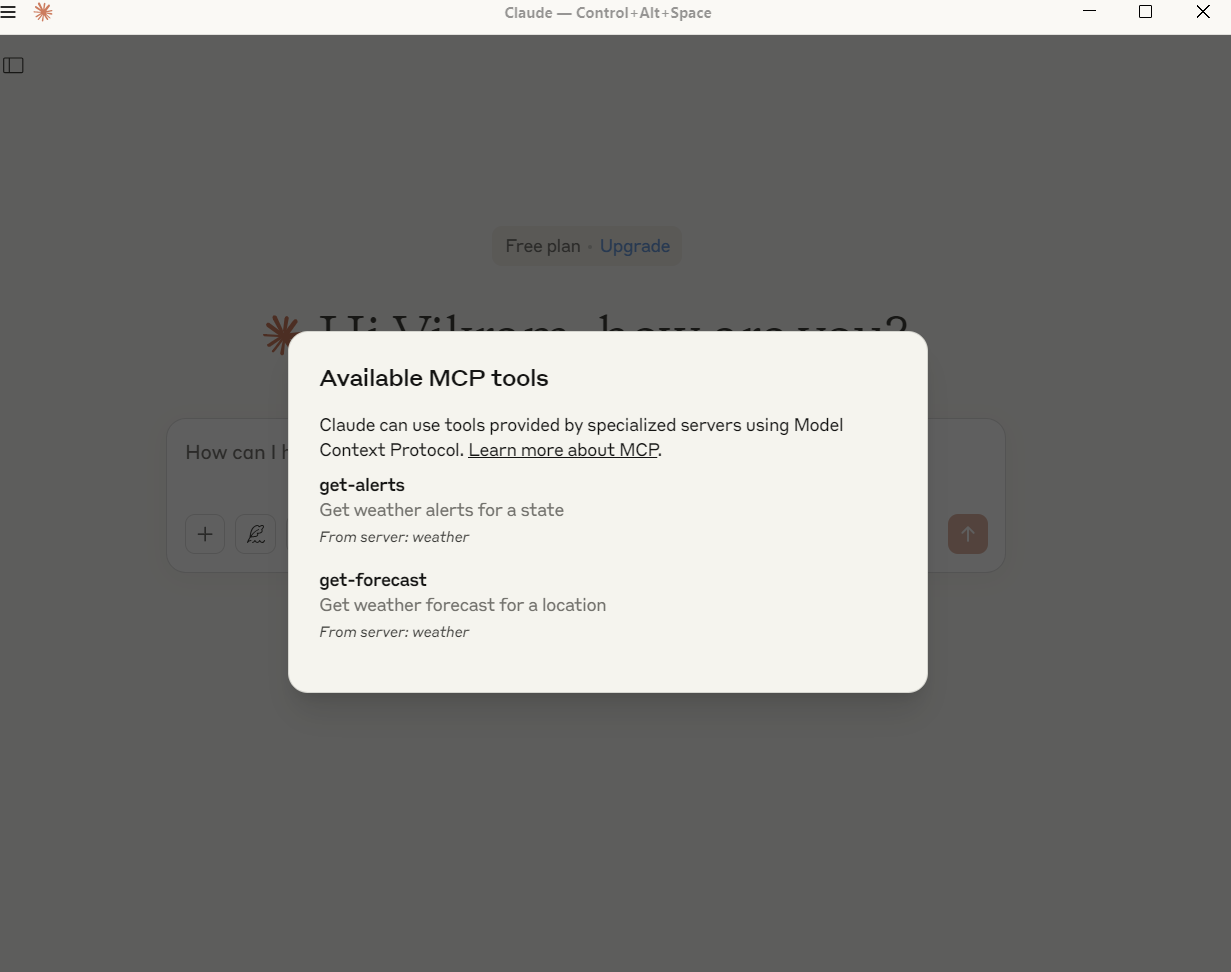 Claude — Control+Alt+Space
Free plan • Upgrade
Hi Vikram, how are you?
Available MCP tools
Claude can use tools provided by specialized servers using Model
Context Protocol. Learn more about MCP.
get-alerts
Get weather alerts for a state
From server: weather
get-forecast
Get weather forecast for a location
From server: weather
How can I